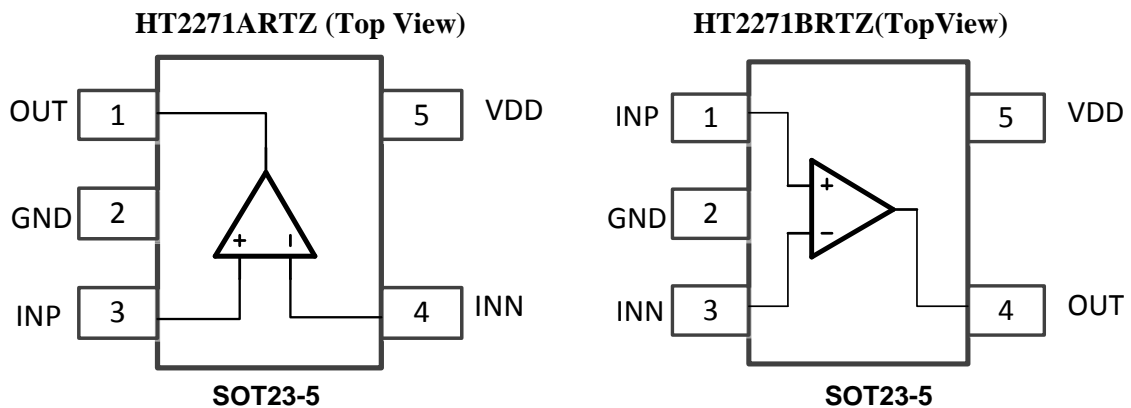 HT2271ARTZ (Top View)
OUT 1 5 VDD
GND 2
+ –
INP 3 4 INN
SOT23-5
HT2271BRTZ(TopView)
INP 1 5 VDD
+
GND 2
–
INN 3 4 OUT
SOT23-5